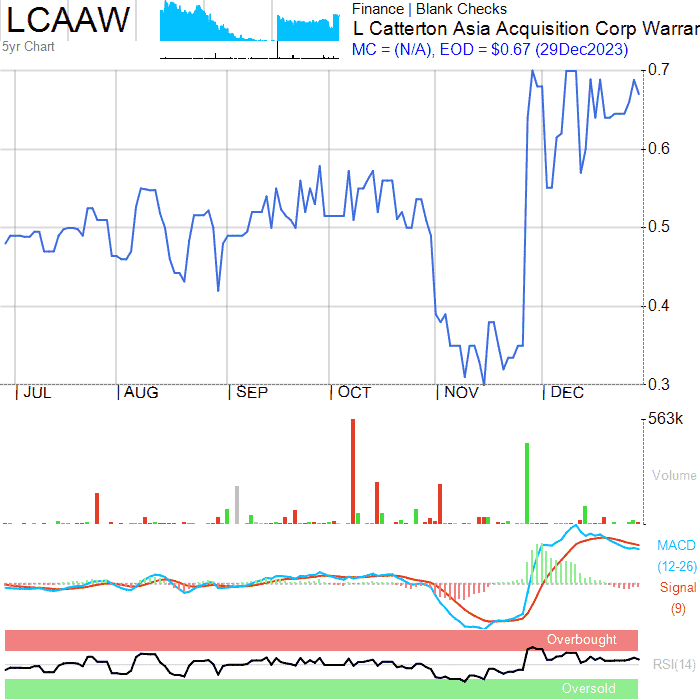 LCAAW
5yr Chart
Finance | Blank Checks
L Catterton Asia Acquisition Corp Warran
MC = (N/A), EOD = $0.67 (29Dec2023)
0.7
0.6
0.5
0.4
0.3
JUL AUG SEP OCT NOV DEC
563k
Volume
MACD
(12-26)
Signal
(9)
Overbought
RSI(14)
Oversold